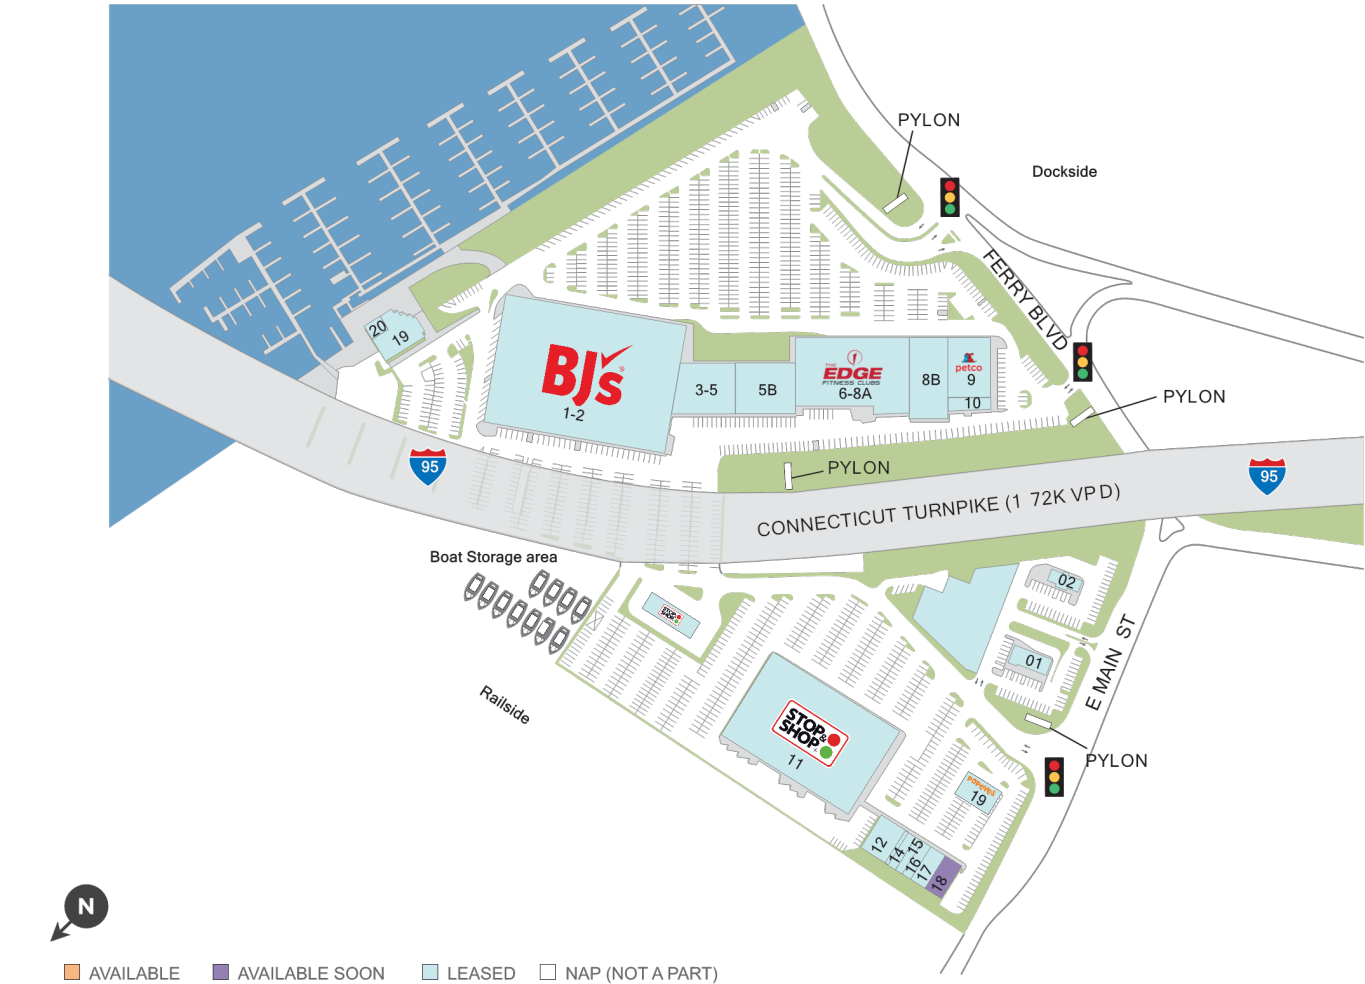 PYLON
Dockside
FERRY BLVD
20
19
BJ's
®
1-2
3-5
5B
THE
EDGE
FITNESS CLUBS
6-8A
8B
petco
9
10
PYLON
95
PYLON
95
CONNECTICUT TURNPIKE (1 72K VPD)
Boat Storage area
02
STOP&
SHOP
01
E MAIN ST
Railside
STOP&
SHOP
11
PYLON
POPEYES
19
12
14
15
16
17
18
N
AVAILABLE
AVAILABLE SOON
LEASED
NAP (NOT A PART)